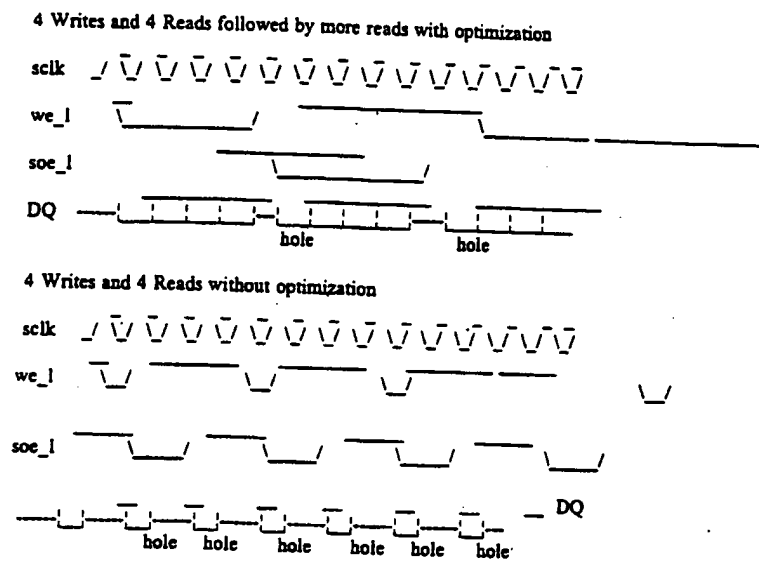 4 Writes and 4 Reads followed by more reads with optimization
sclk
we_l
soe_l
DQ
hole hole
4 Writes and 4 Reads without optimization
sclk
we_l
soe_l
DQ
hole hole hole hole hole hole